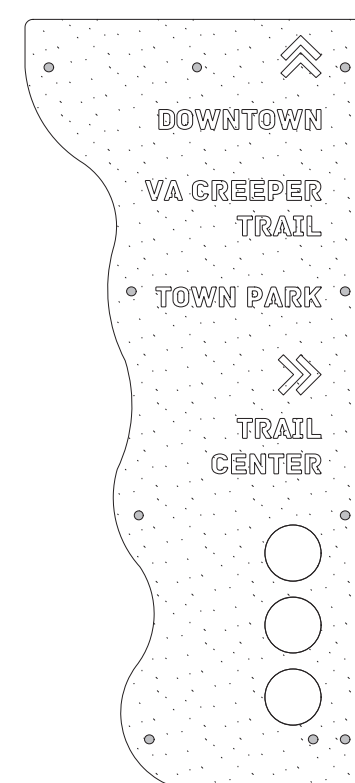 DOWNTOWN
VA CREEPER
TRAIL
TOWN PARK
TRAIL
CENTER